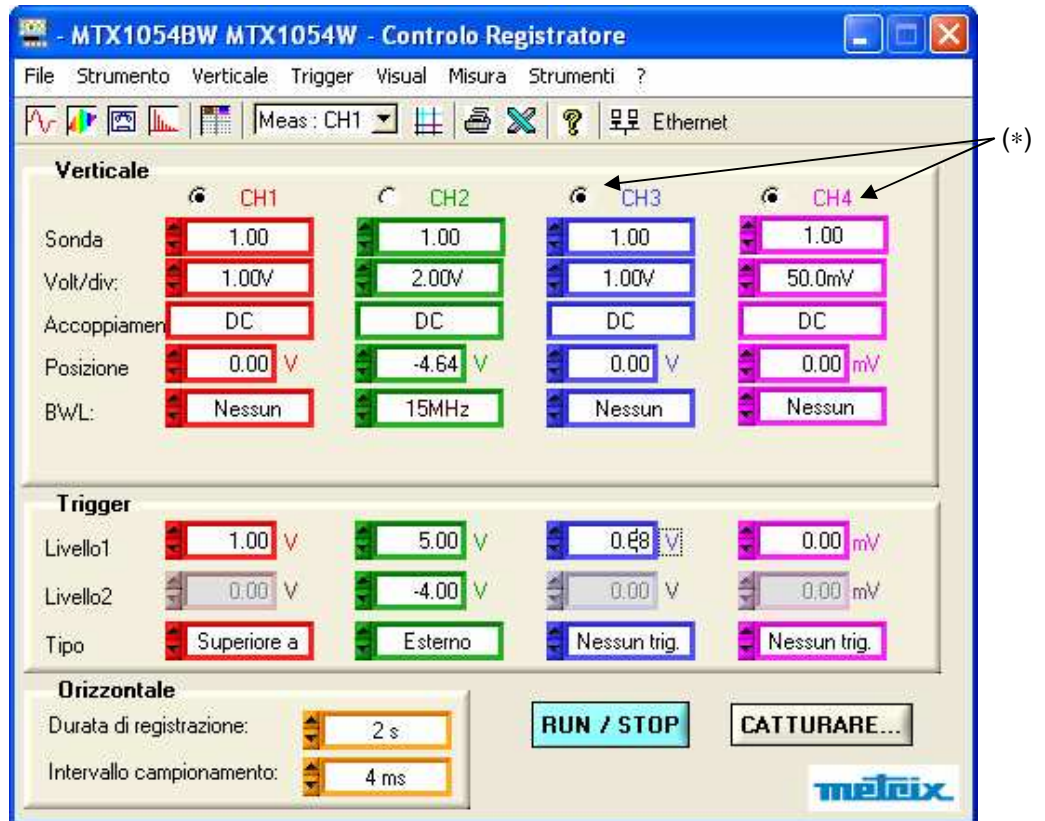 - MTX1054BW MTX1054W - Controlo Registratore
File Strumento Verticale Trigger Visual Misura Strumenti ?
Meas : CH1 Ethernet
(*)
Verticale
CH1 CH2 CH3 CH4
Sonda 1.00 1.00 1.00 1.00
Volt/div: 1.00V 2.00V 1.00V 50.0mV
Accoppiamen DC DC DC DC
Posizione 0.00 V -4.64 V 0.00 V 0.00 mV
BWL: Nessun 15MHz Nessun Nessun
Trigger
Livello1 1.00 V 5.00 V 0.68 V 0.00 mV
Livello2 0.00 V -4.00 V 0.00 V 0.00 mV
Tipo Superiore a Esterno Nessun trig. Nessun trig.
Orizzontale
Durata di registrazione: 2 s
RUN / STOP CATTURARE...
Intervallo campionamento: 4 ms
metrix